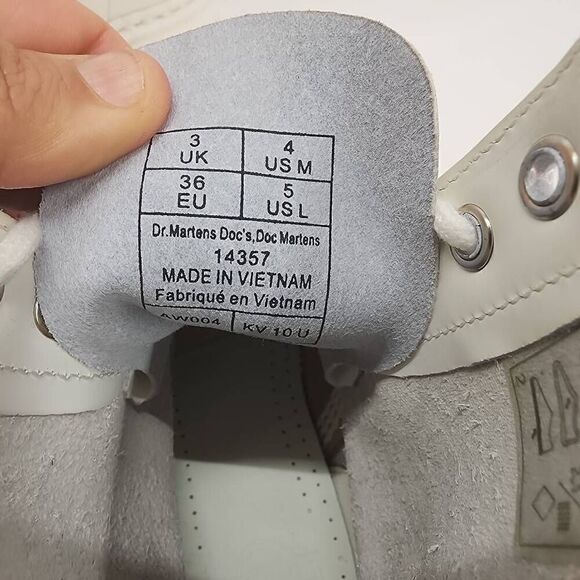 3 UK 4 US M
36 EU 5 US L
Dr.Martens Doc's,Doc Martens
14357
MADE IN VIETNAM
Fabriqué en Vietnam
AW004 KV 10 U